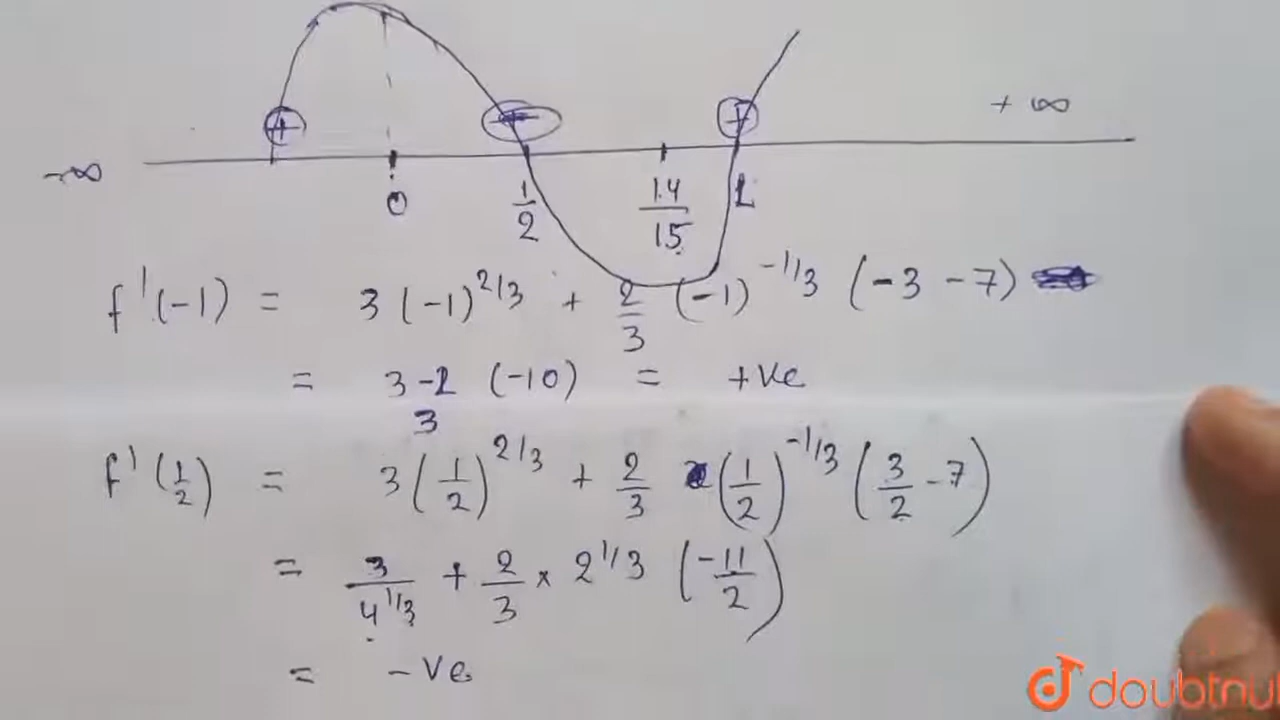 + + +
-∞ +∞
0 1/2 14/15 1
f'(-1) = 3(-1)^2/3 + 2/3 (-1)^-1/3 (-3-7)
= 3 - 2/3 (-10) = +ve
f'(1/2) = 3(1/2)^2/3 + 2/3 (1/2)^-1/3 (3/2 - 7)
= 3/4^1/3 + 2/3 × 2^1/3 (-11/2)
= -ve
doubtnu